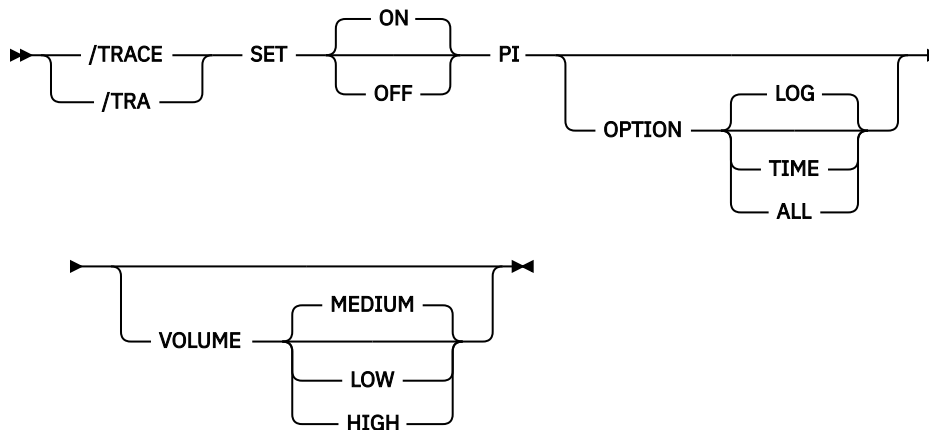 ON
/TRACE SET PI
/TRA OFF LOG
OPTION
TIME
ALL
MEDIUM
VOLUME
LOW
HIGH